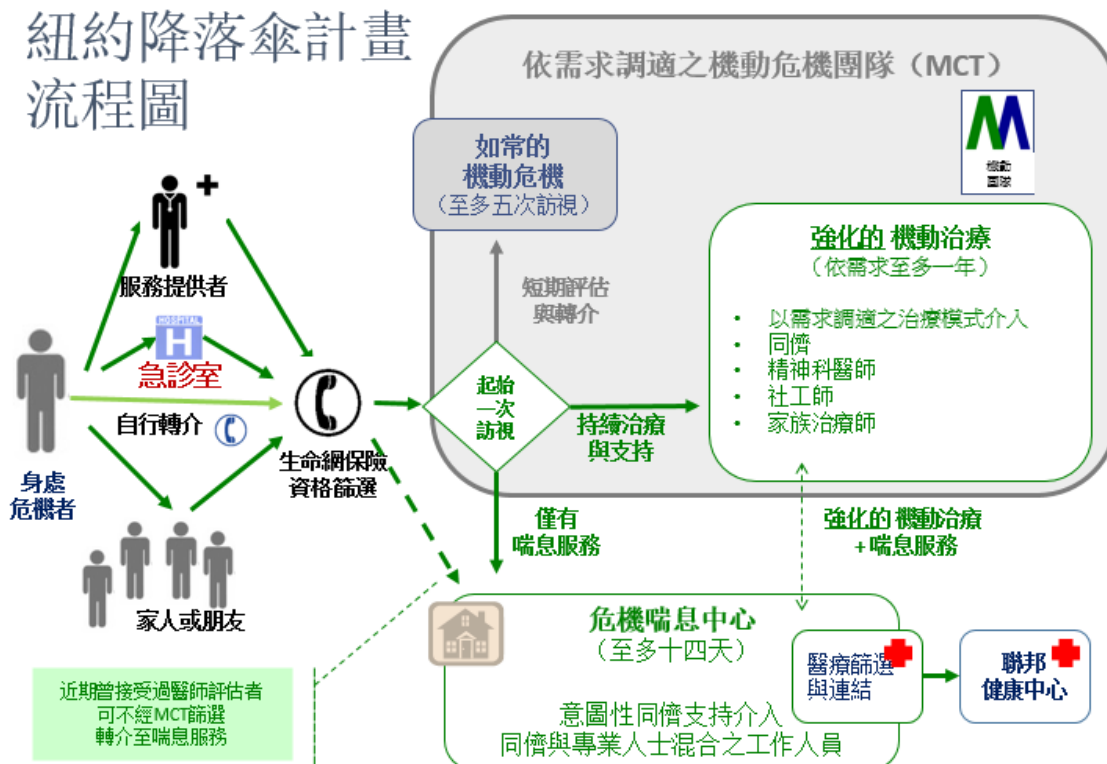 紐約降落傘計畫
流程圖
依需求調適之機動危機團隊（MCT）
機動
團隊
如常的
機動危機
（至多五次訪視）
強化的 機動治療
（依需求至多一年）
• 以需求調適之治療模式介入
• 同儕
• 精神科醫師
• 社工師
• 家族治療師
短期評估
與轉介
服務提供者
HOSPITAL
H
急診室
自行轉介
身處
危機者
生命網保險
資格篩選
起始
一次
訪視
持續治療
與支持
家人或朋友
僅有
喘息服務
強化的 機動治療
+ 喘息服務
危機喘息中心
（至多十四天）
意圖性同儕支持介入
同儕與專業人士混合之工作人員
醫療篩選
與連結
聯邦
健康中心
近期曾接受過醫師評估者
可不經MCT篩選
轉介至喘息服務